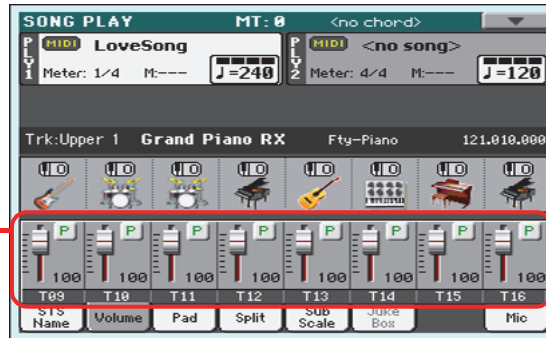 SONG PLAY MT: 0 <no chord>
PLY1 MIDI LoveSong
Meter: 1/4 M:--- ♩=240
PLY2 MIDI <no song>
Meter: 4/4 M:--- ♩=120
Trk:Upper 1 Grand Piano RX Fty-Piano 121.010.000
P P P P P P P P
100 100 100 100 100 100 100 100
T09 T10 T11 T12 T13 T14 T15 T16
STS Name Volume Pad Split Sub Scale Juke Box Mic